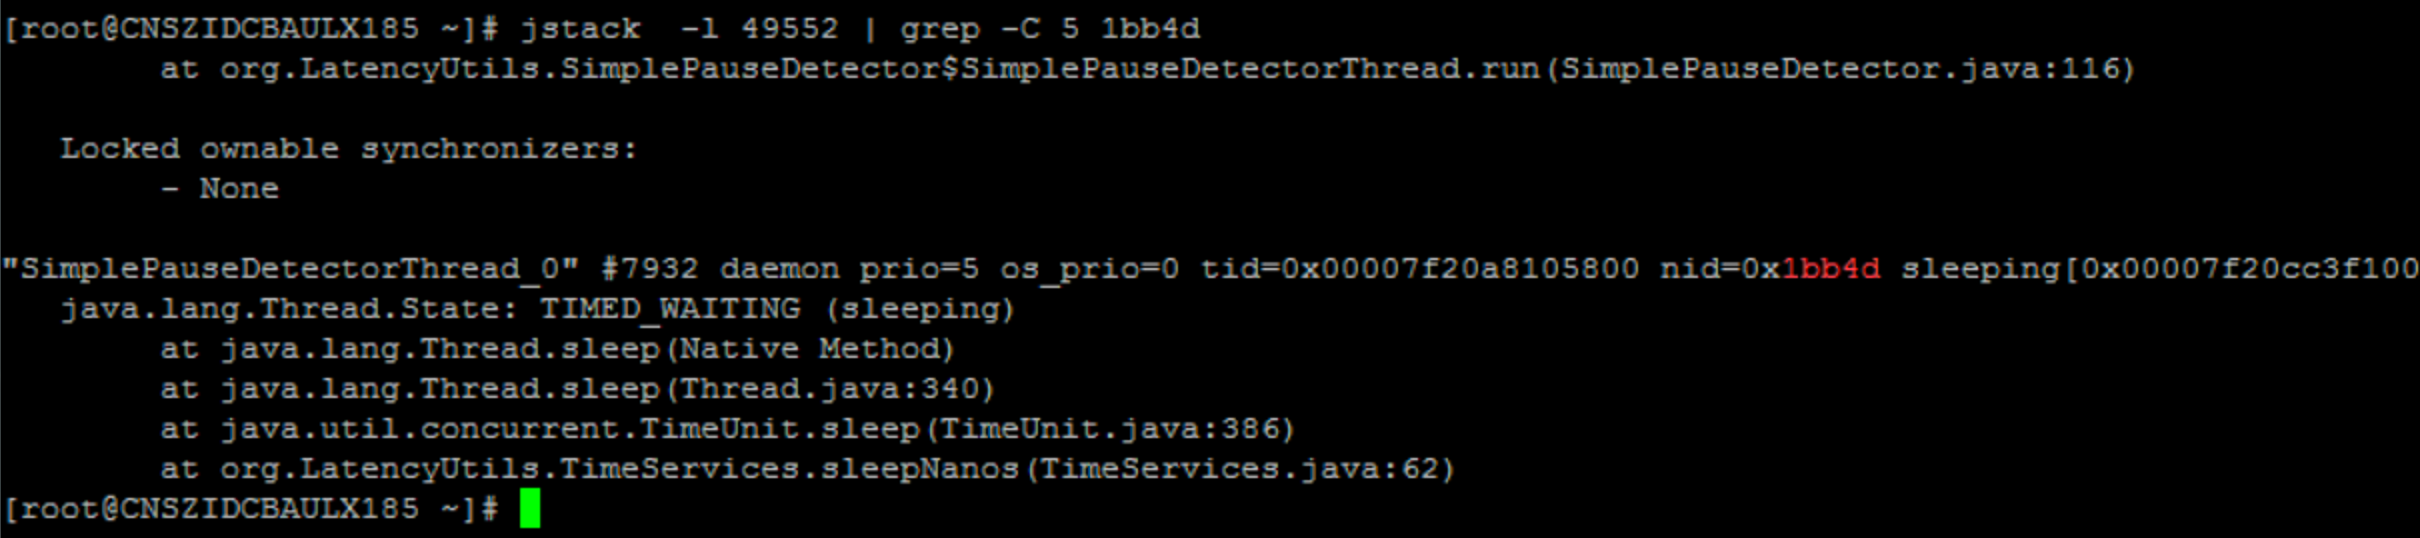 [root@CNSZIDCBAULX185 ~]# jstack  -l 49552 | grep -C 5 1bb4d
        at org.LatencyUtils.SimplePauseDetector$SimplePauseDetectorThread.run(SimplePauseDetector.java:116)
   Locked ownable synchronizers:
        - None
"SimplePauseDetectorThread_0" #7932 daemon prio=5 os_prio=0 tid=0x00007f20a8105800 nid=0x1bb4d sleeping[0x00007f20cc3f100
   java.lang.Thread.State: TIMED_WAITING (sleeping)
        at java.lang.Thread.sleep(Native Method)
        at java.lang.Thread.sleep(Thread.java:340)
        at java.util.concurrent.TimeUnit.sleep(TimeUnit.java:386)
        at org.LatencyUtils.TimeServices.sleepNanos(TimeServices.java:62)
[root@CNSZIDCBAULX185 ~]#